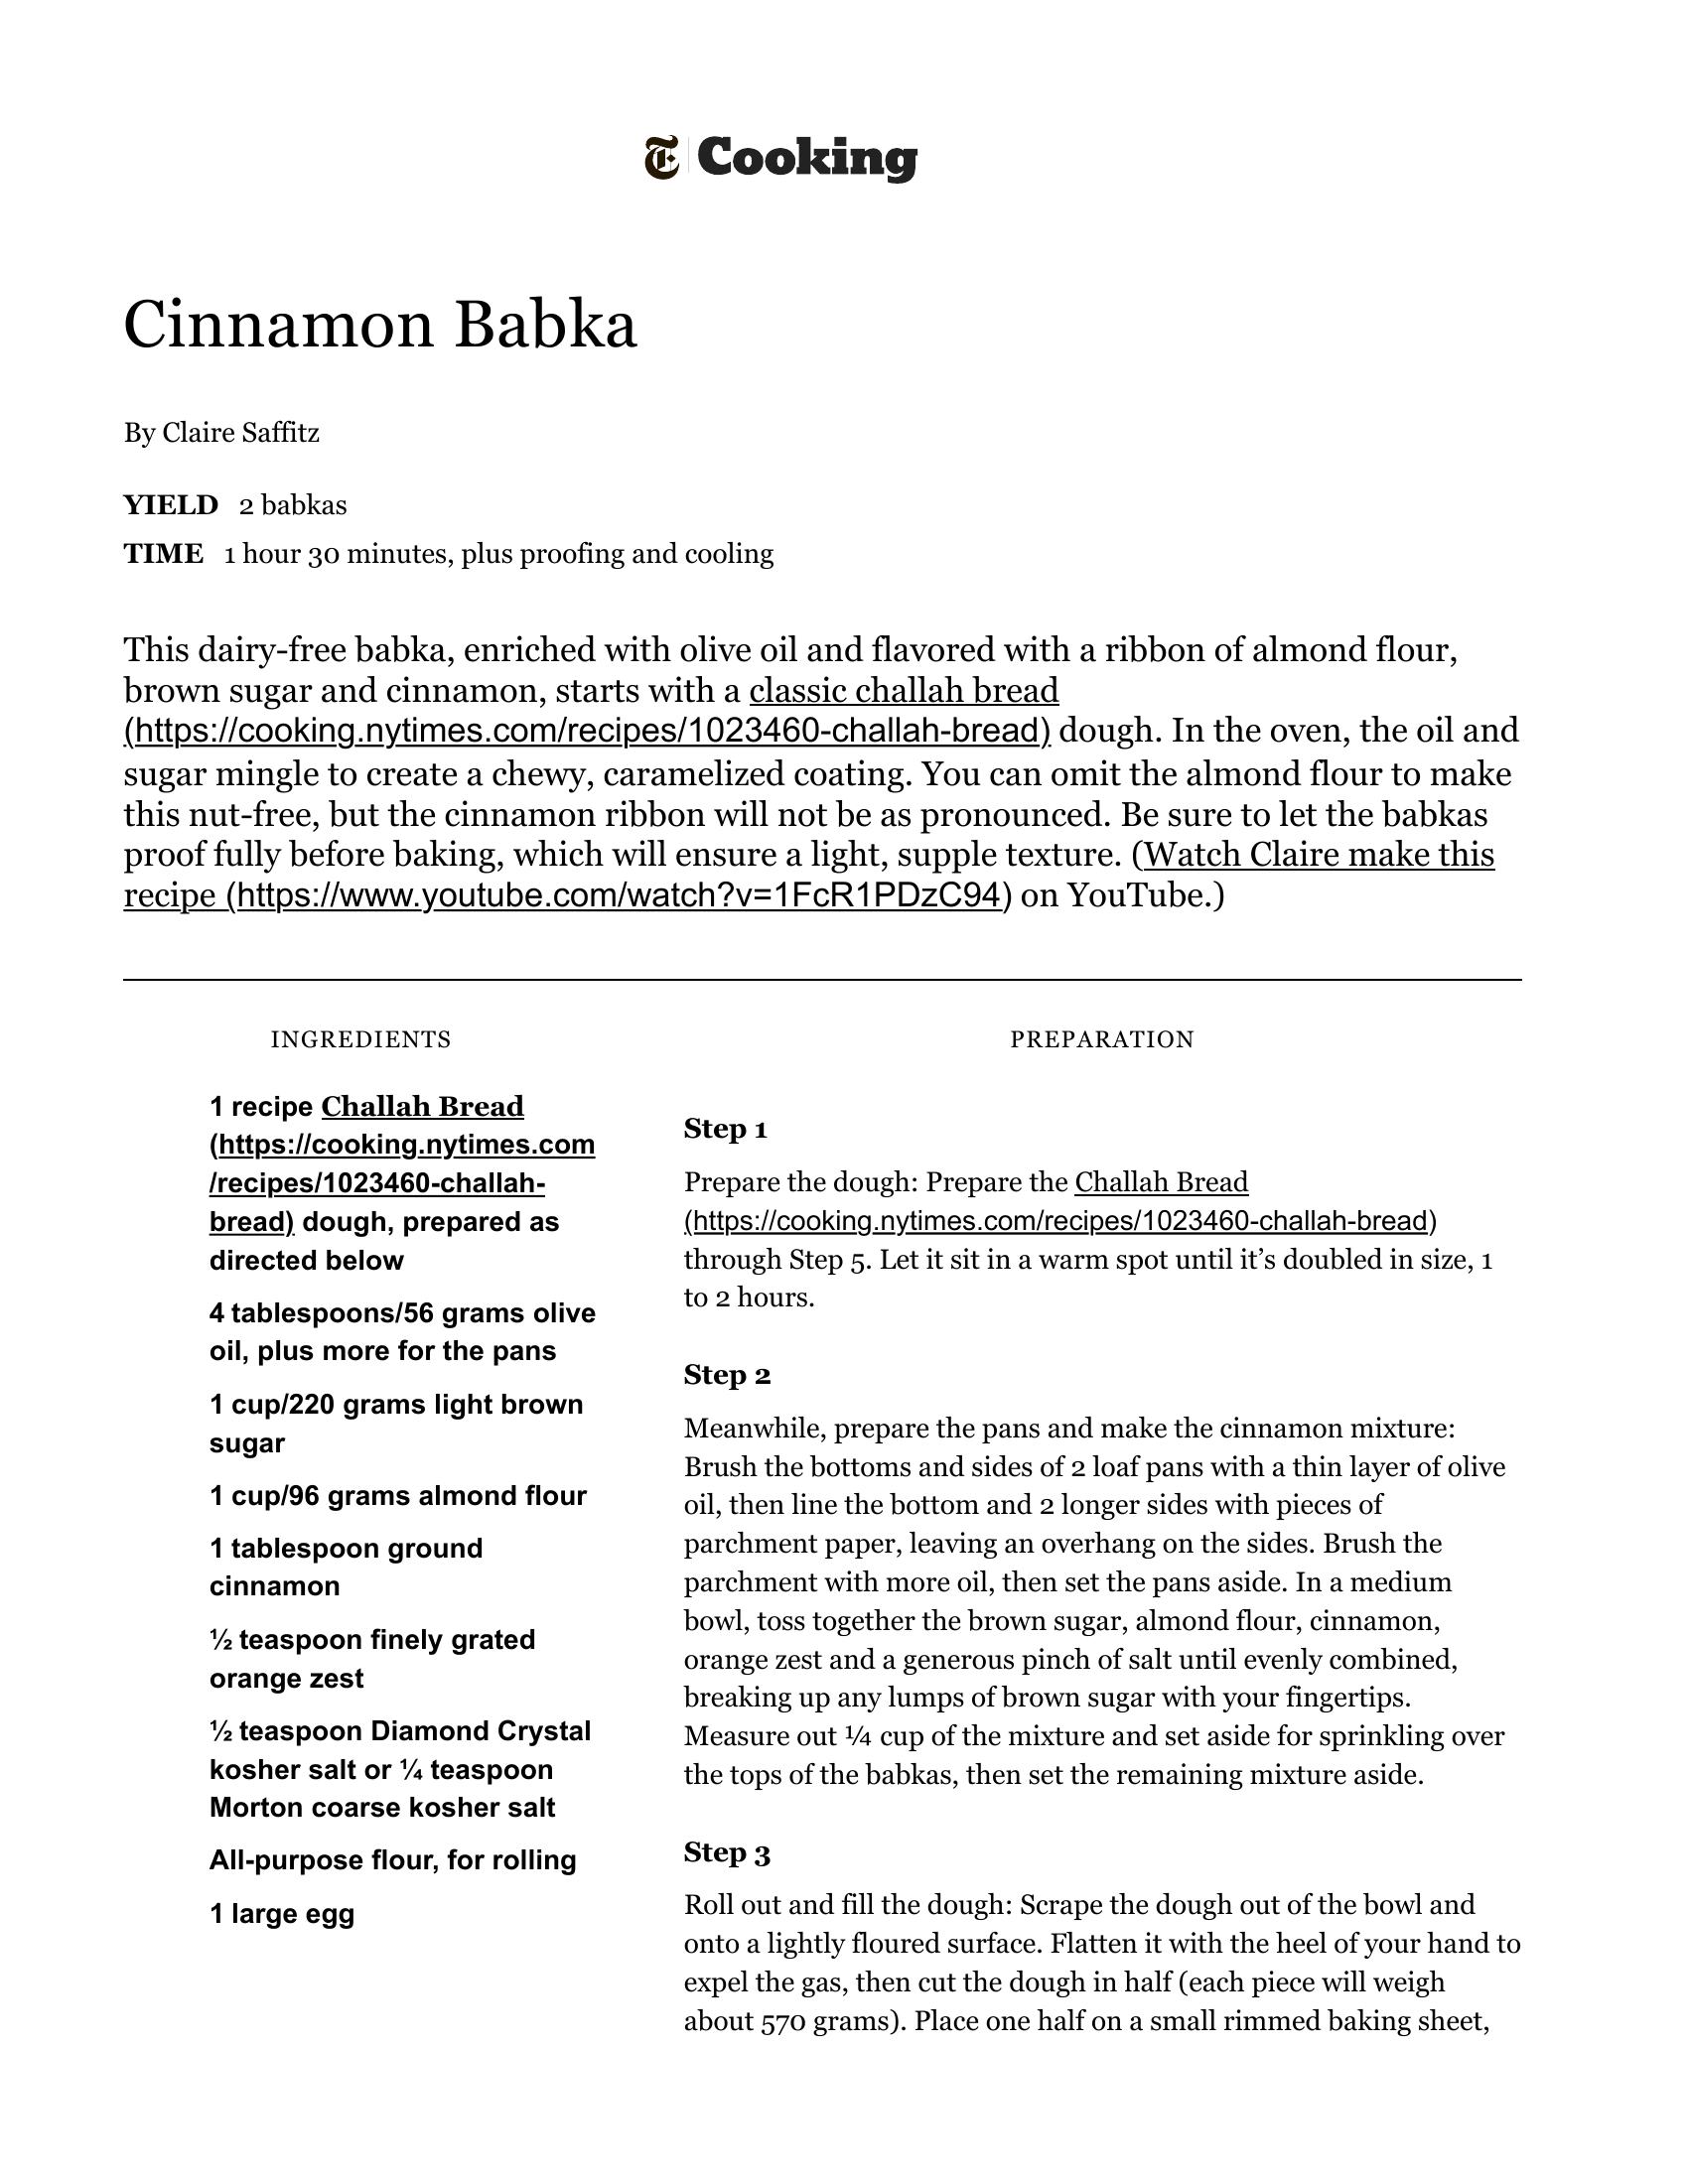 T Cooking
Cinnamon Babka
By Claire Saffitz
YIELD 2 babkas
TIME 1 hour 30 minutes, plus proofing and cooling
This dairy-free babka, enriched with olive oil and flavored with a ribbon of almond flour,
brown sugar and cinnamon, starts with a classic challah bread
(https://cooking.nytimes.com/recipes/1023460-challah-bread) dough. In the oven, the oil and
sugar mingle to create a chewy, caramelized coating. You can omit the almond flour to make
this nut-free, but the cinnamon ribbon will not be as pronounced. Be sure to let the babkas
proof fully before baking, which will ensure a light, supple texture. (Watch Claire make this
recipe (https://www.youtube.com/watch?v=1FcR1PDzC94) on YouTube.)
INGREDIENTS
1 recipe Challah Bread
(https://cooking.nytimes.com
/recipes/1023460-challah-
bread) dough, prepared as
directed below
4 tablespoons/56 grams olive
oil, plus more for the pans
1 cup/220 grams light brown
sugar
1 cup/96 grams almond flour
1 tablespoon ground
cinnamon
½ teaspoon finely grated
orange zest
½ teaspoon Diamond Crystal
kosher salt or ¼ teaspoon
Morton coarse kosher salt
All-purpose flour, for rolling
1 large egg
PREPARATION
Step 1
Prepare the dough: Prepare the Challah Bread
(https://cooking.nytimes.com/recipes/1023460-challah-bread)
through Step 5. Let it sit in a warm spot until it’s doubled in size, 1
to 2 hours.
Step 2
Meanwhile, prepare the pans and make the cinnamon mixture:
Brush the bottoms and sides of 2 loaf pans with a thin layer of olive
oil, then line the bottom and 2 longer sides with pieces of
parchment paper, leaving an overhang on the sides. Brush the
parchment with more oil, then set the pans aside. In a medium
bowl, toss together the brown sugar, almond flour, cinnamon,
orange zest and a generous pinch of salt until evenly combined,
breaking up any lumps of brown sugar with your fingertips.
Measure out ¼ cup of the mixture and set aside for sprinkling over
the tops of the babkas, then set the remaining mixture aside.
Step 3
Roll out and fill the dough: Scrape the dough out of the bowl and
onto a lightly floured surface. Flatten it with the heel of your hand to
expel the gas, then cut the dough in half (each piece will weigh
about 570 grams). Place one half on a small rimmed baking sheet,